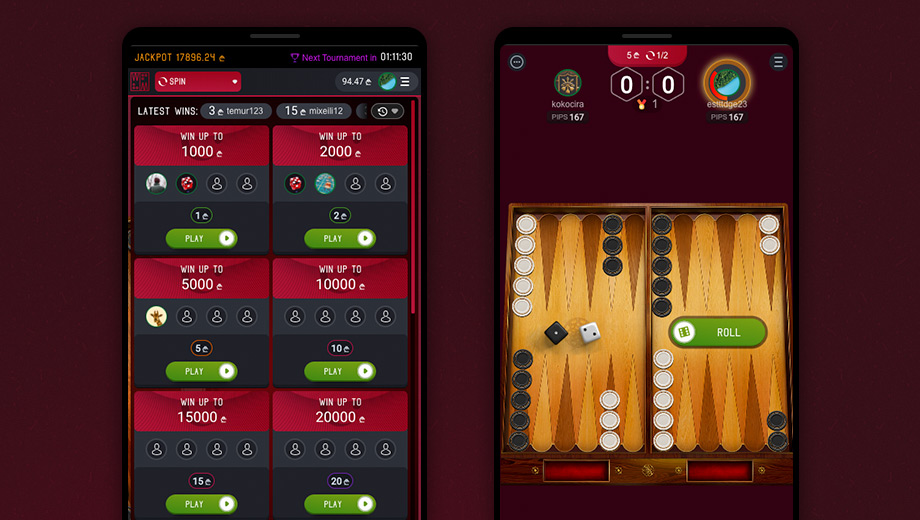 JACKPOT 17896.24 ₾
Next Tournament in 01:11:30
SPIN
94.47 ₾
LATEST WINS: 3 ₾ temur123 15 ₾ mixeili12
WIN UP TO WIN UP TO
1000 ₾ 2000 ₾
1 ₾ 2 ₾
PLAY PLAY
WIN UP TO WIN UP TO
5000 ₾ 10000 ₾
5 ₾ 10 ₾
PLAY PLAY
WIN UP TO WIN UP TO
15000 ₾ 20000 ₾
15 ₾ 20 ₾
PLAY PLAY
5 ₾ 1/2
0 : 0
kokocira
1
PIPS 167
PIPS 167
ROLL